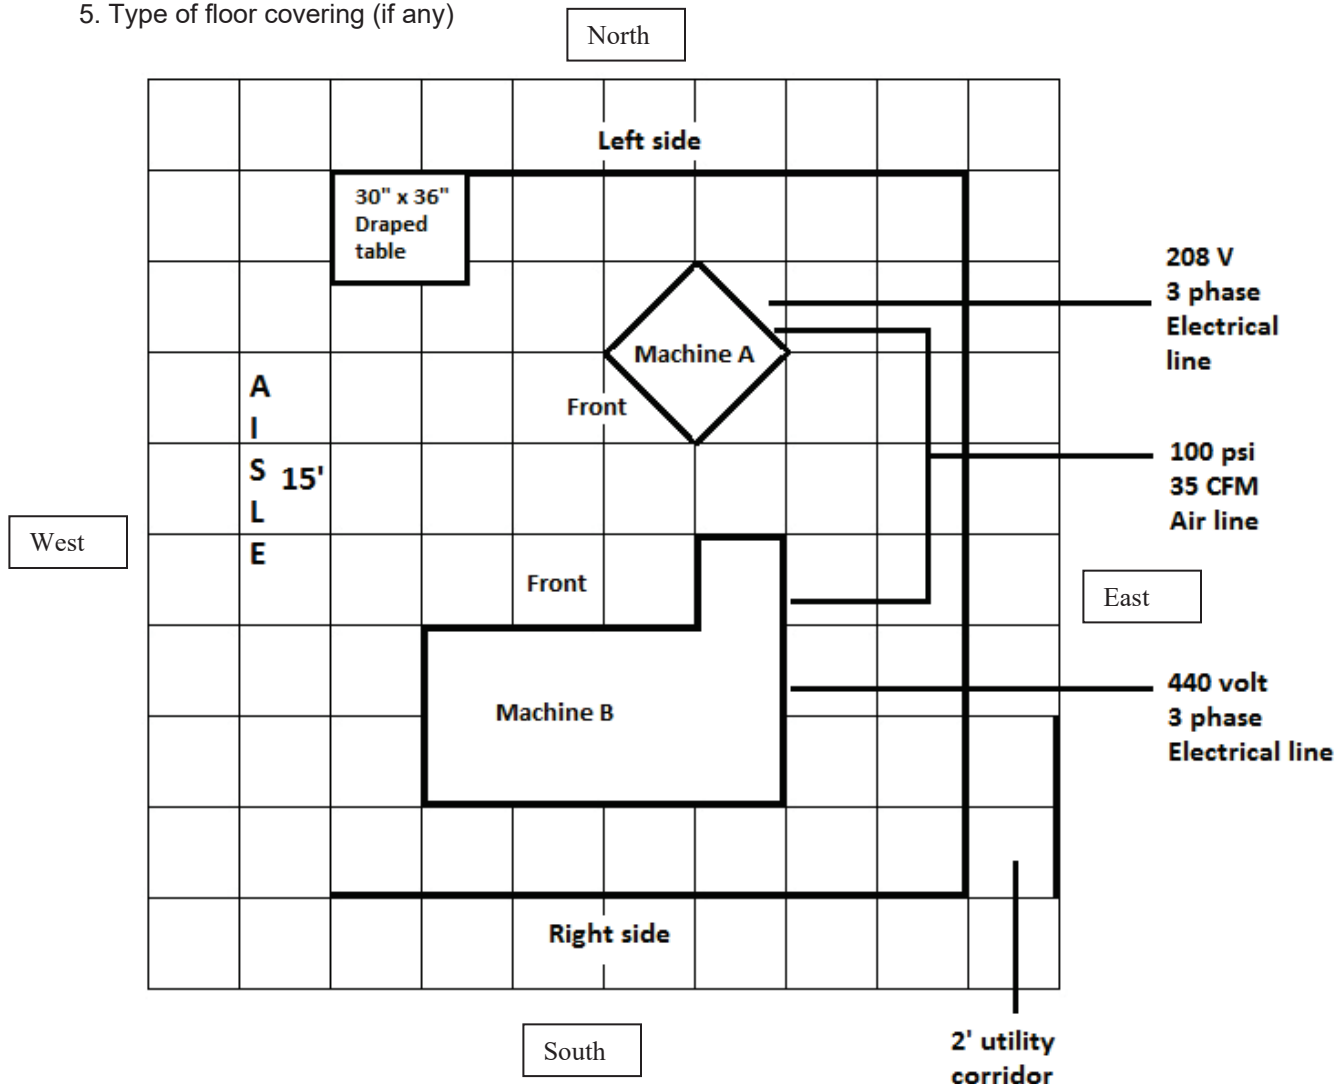 5. Type of floor covering (if any)
North
Left side
30" x 36"
Draped
table
208 V
3 phase
Electrical
line
Machine A
Front
A
I
S
L
E
15'
100 psi
35 CFM
Air line
West
Front
East
Machine B
440 volt
3 phase
Electrical line
Right side
South
2' utility
corridor